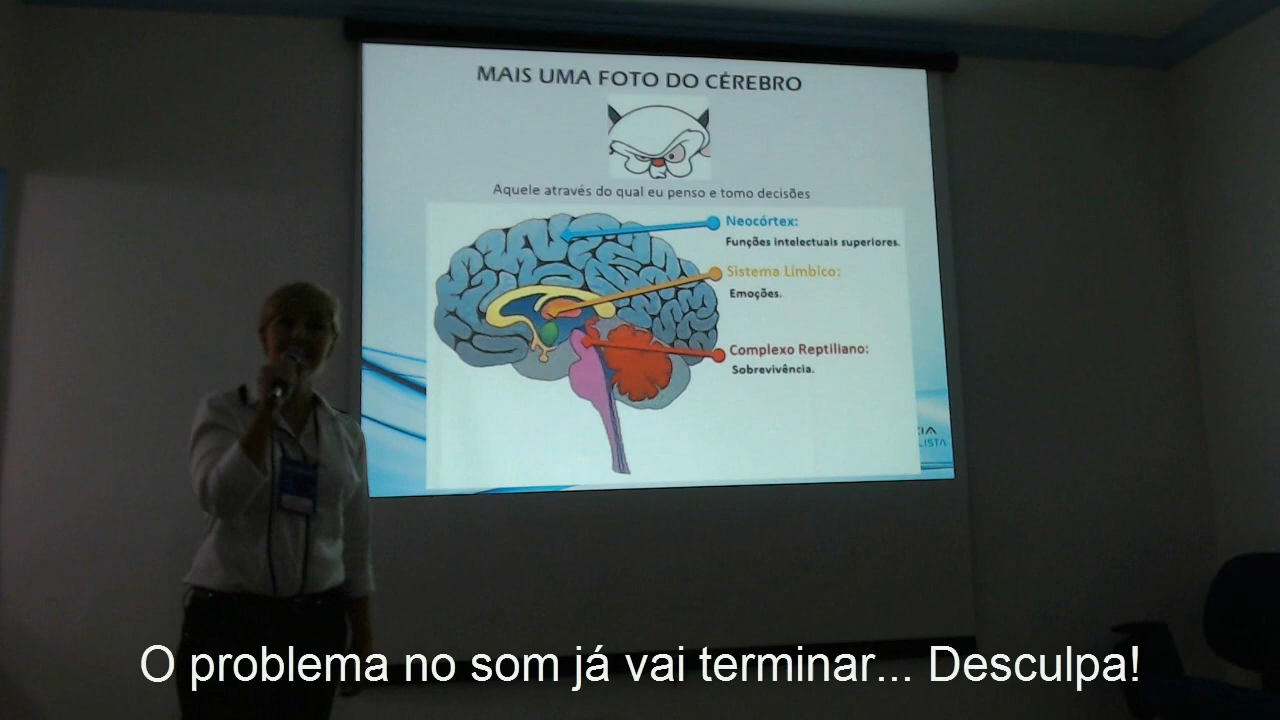 MAIS UMA FOTO DO CÉREBRO
Aquele através do qual eu penso e tomo decisões
Neocórtex:
Funções intelectuais superiores.
Sistema Límbico:
Emoções.
Complexo Reptiliano:
Sobrevivência.
LISTA
O problema no som já vai terminar... Desculpa!